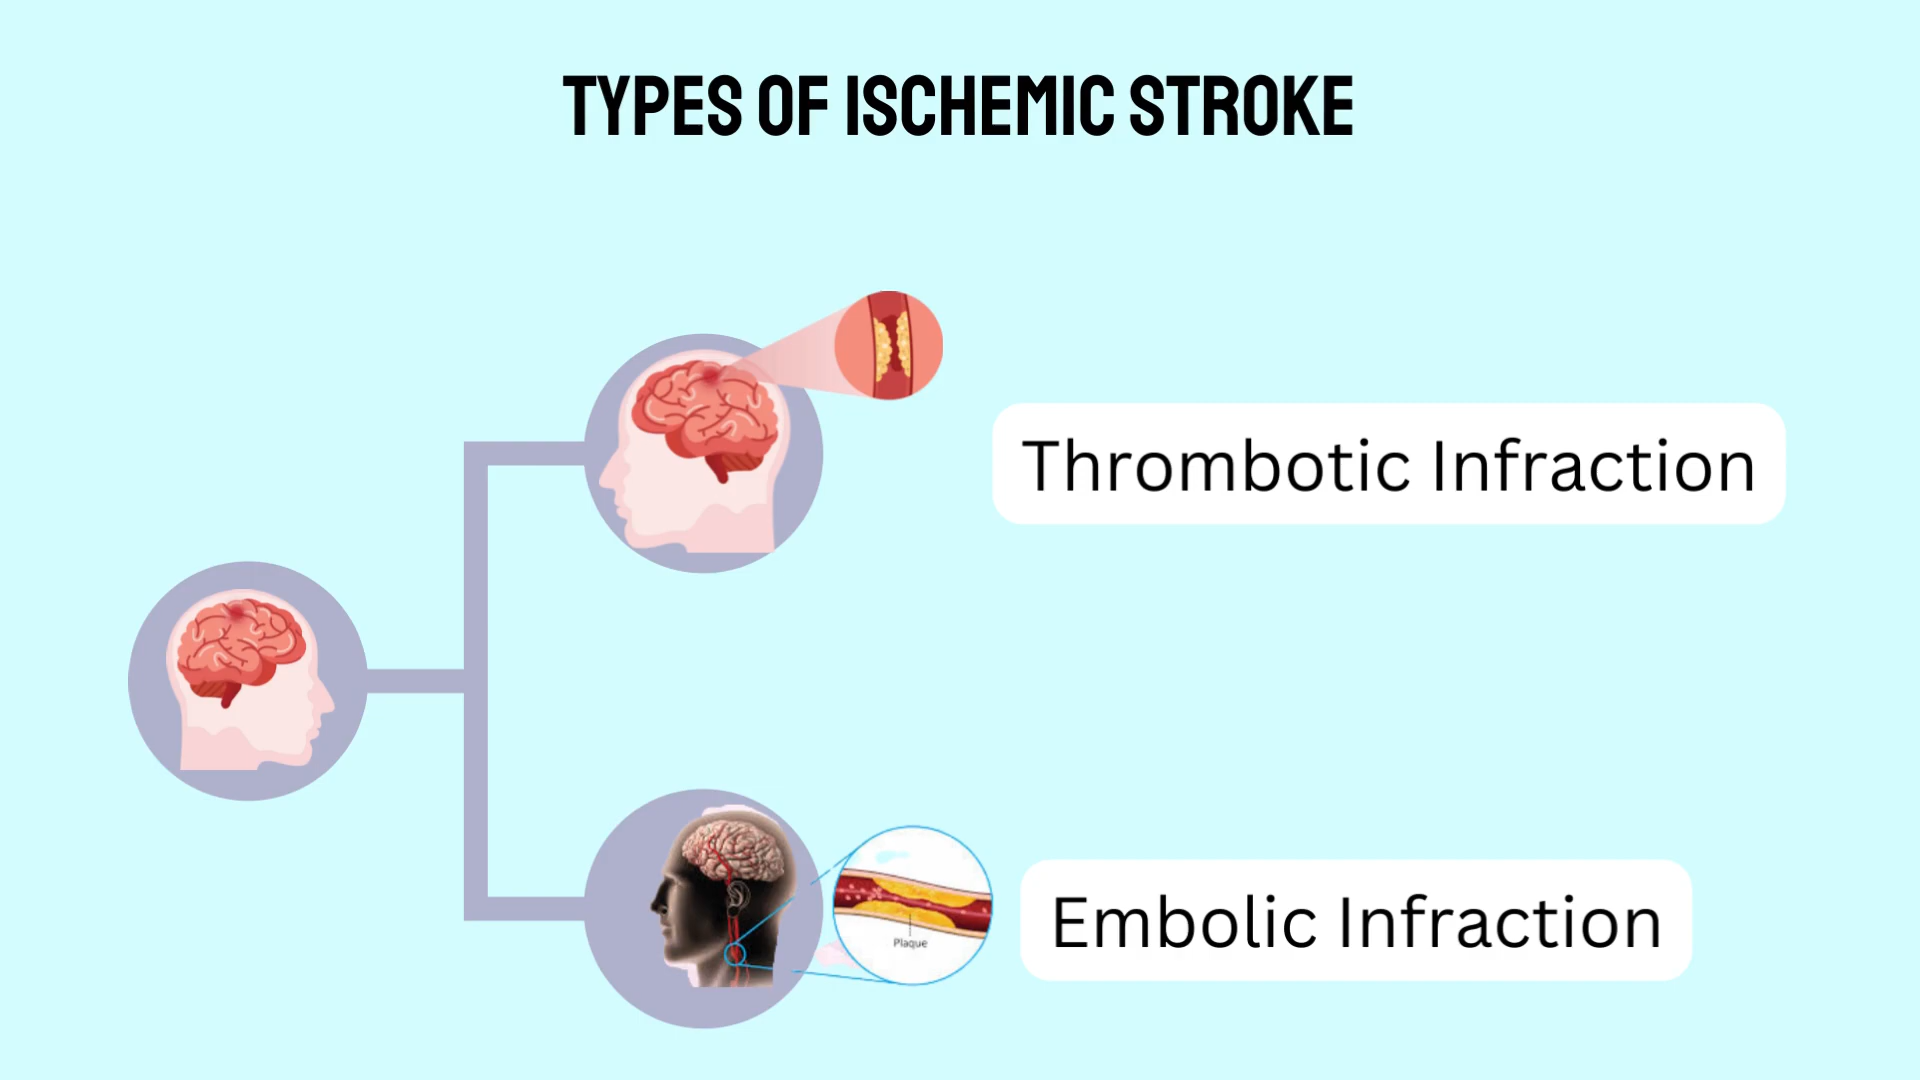 TYPES OF ISCHEMIC STROKE
Thrombotic Infraction
Plaque
Embolic Infraction